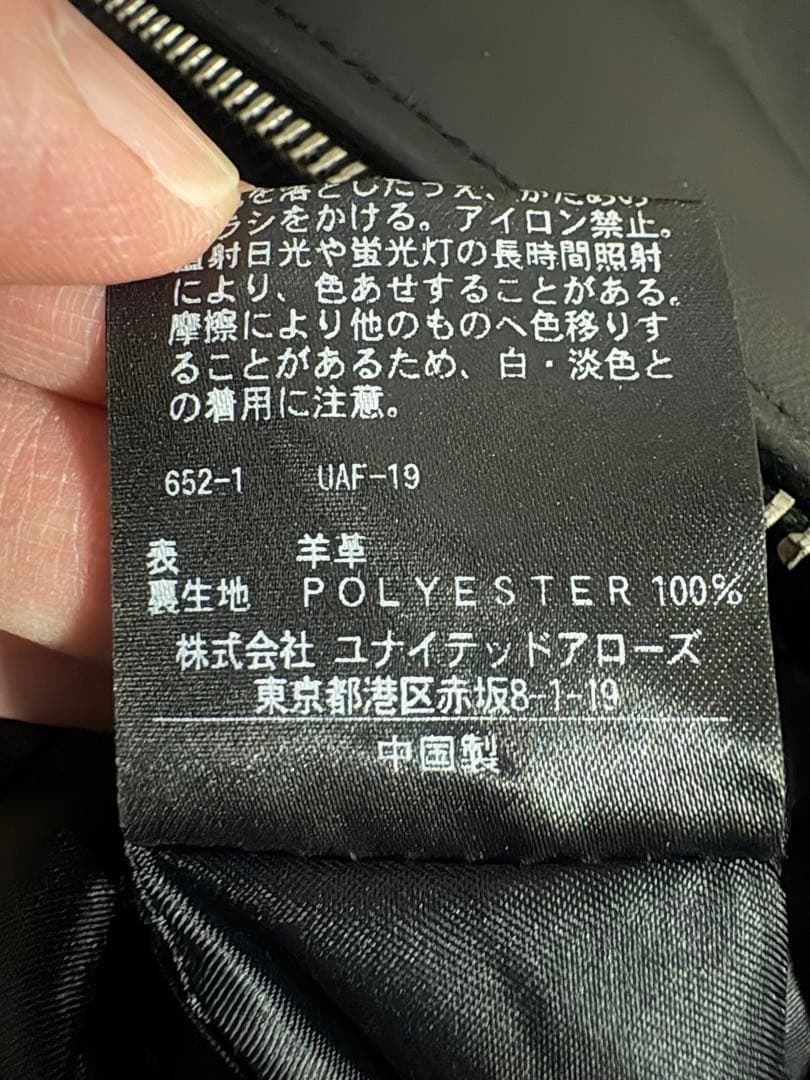 を落としたうえ、かための
ラシをかける。アイロン禁止。
射日光や蛍光灯の長時間照射
により、色あせすることがある。
摩擦により他のものへ色移りす
ることがあるため、白・淡色と
の着用に注意。
652-1 UAF-19
表 羊革
裏生地 POLYESTER 100%
株式会社 ユナイテッドアローズ
東京都港区赤坂8-1-19
中国製